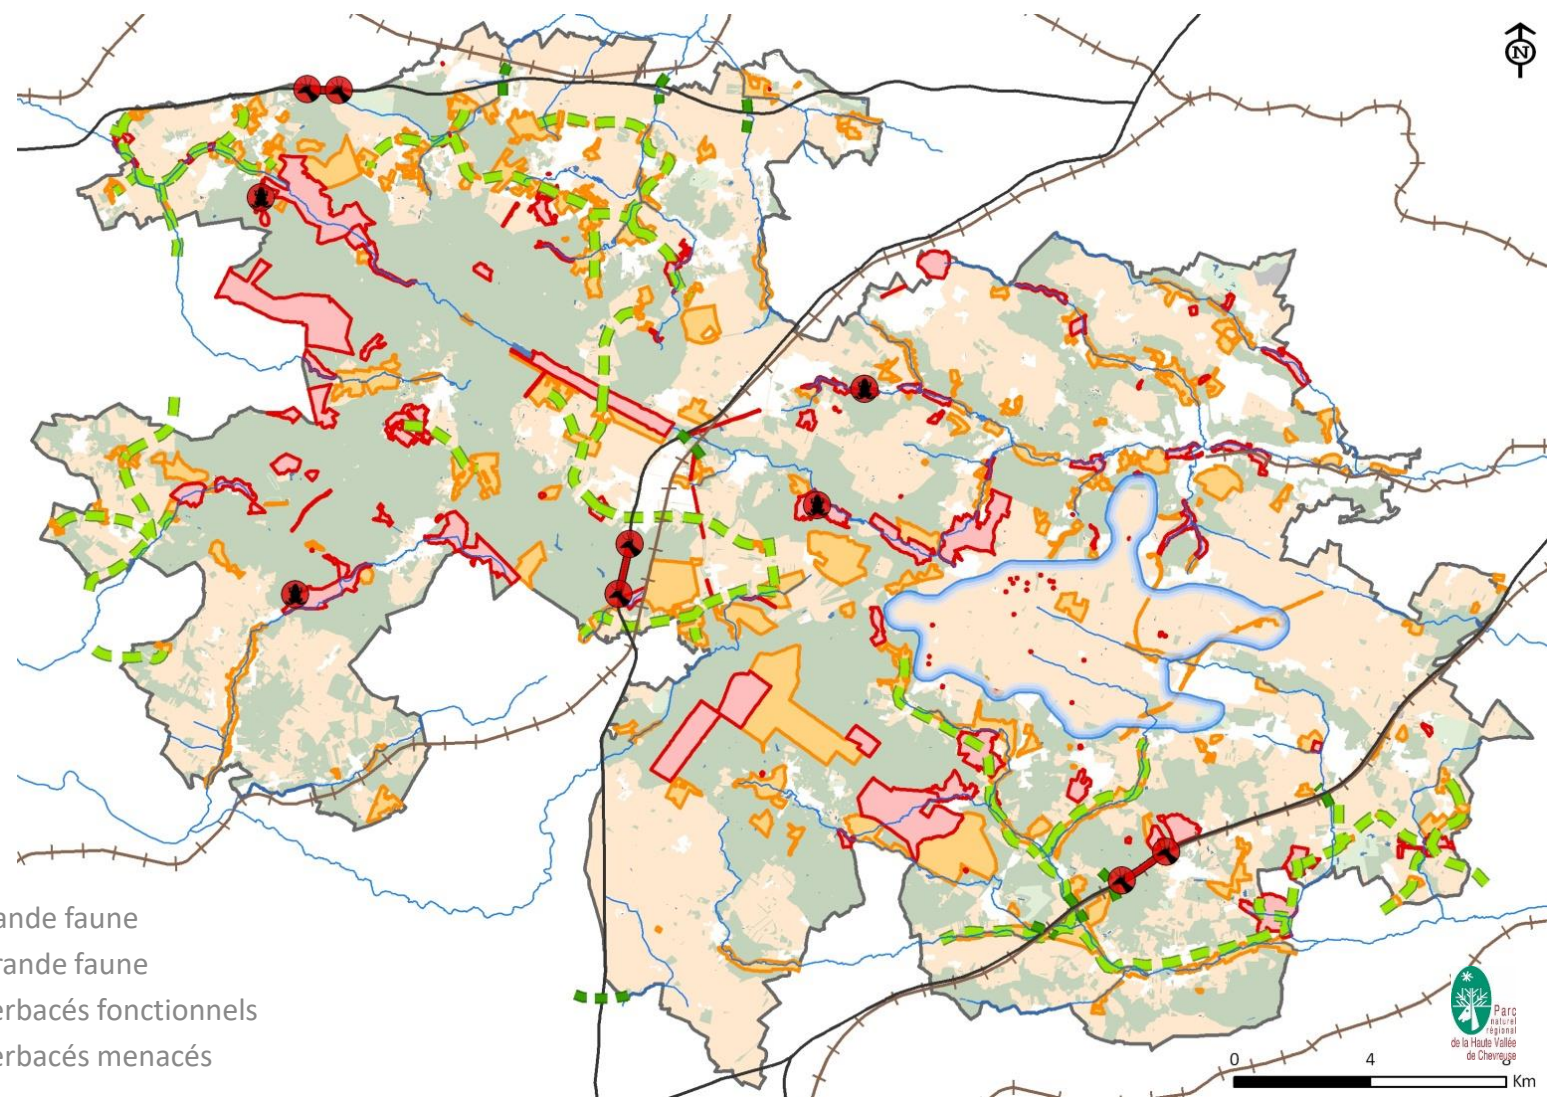 N
ande faune
rande faune
erbacés fonctionnels
erbacés menacés
Parc
naturel
régional
de la Haute Vallée
de Chevreuse
0 4 8
Km